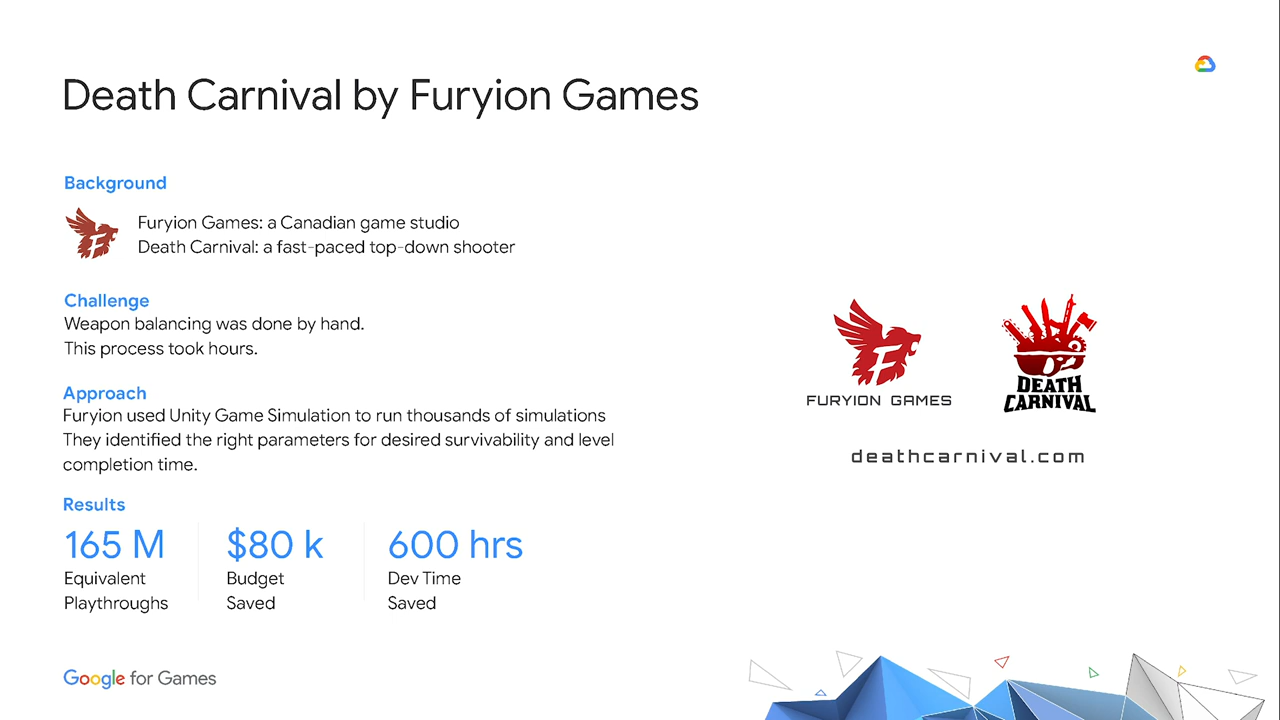 Death Carnival by Furyion Games
Background
Furyion Games: a Canadian game studio
Death Carnival: a fast-paced top-down shooter
Challenge
Weapon balancing was done by hand.
This process took hours.
Approach
Furyion used Unity Game Simulation to run thousands of simulations
They identified the right parameters for desired survivability and level
completion time.
Results
165 M
Equivalent
Playthroughs
$80 k
Budget
Saved
600 hrs
Dev Time
Saved
F
FURYION GAMES
DEATH
CARNIVAL
deathcarnival.com
Google for Games